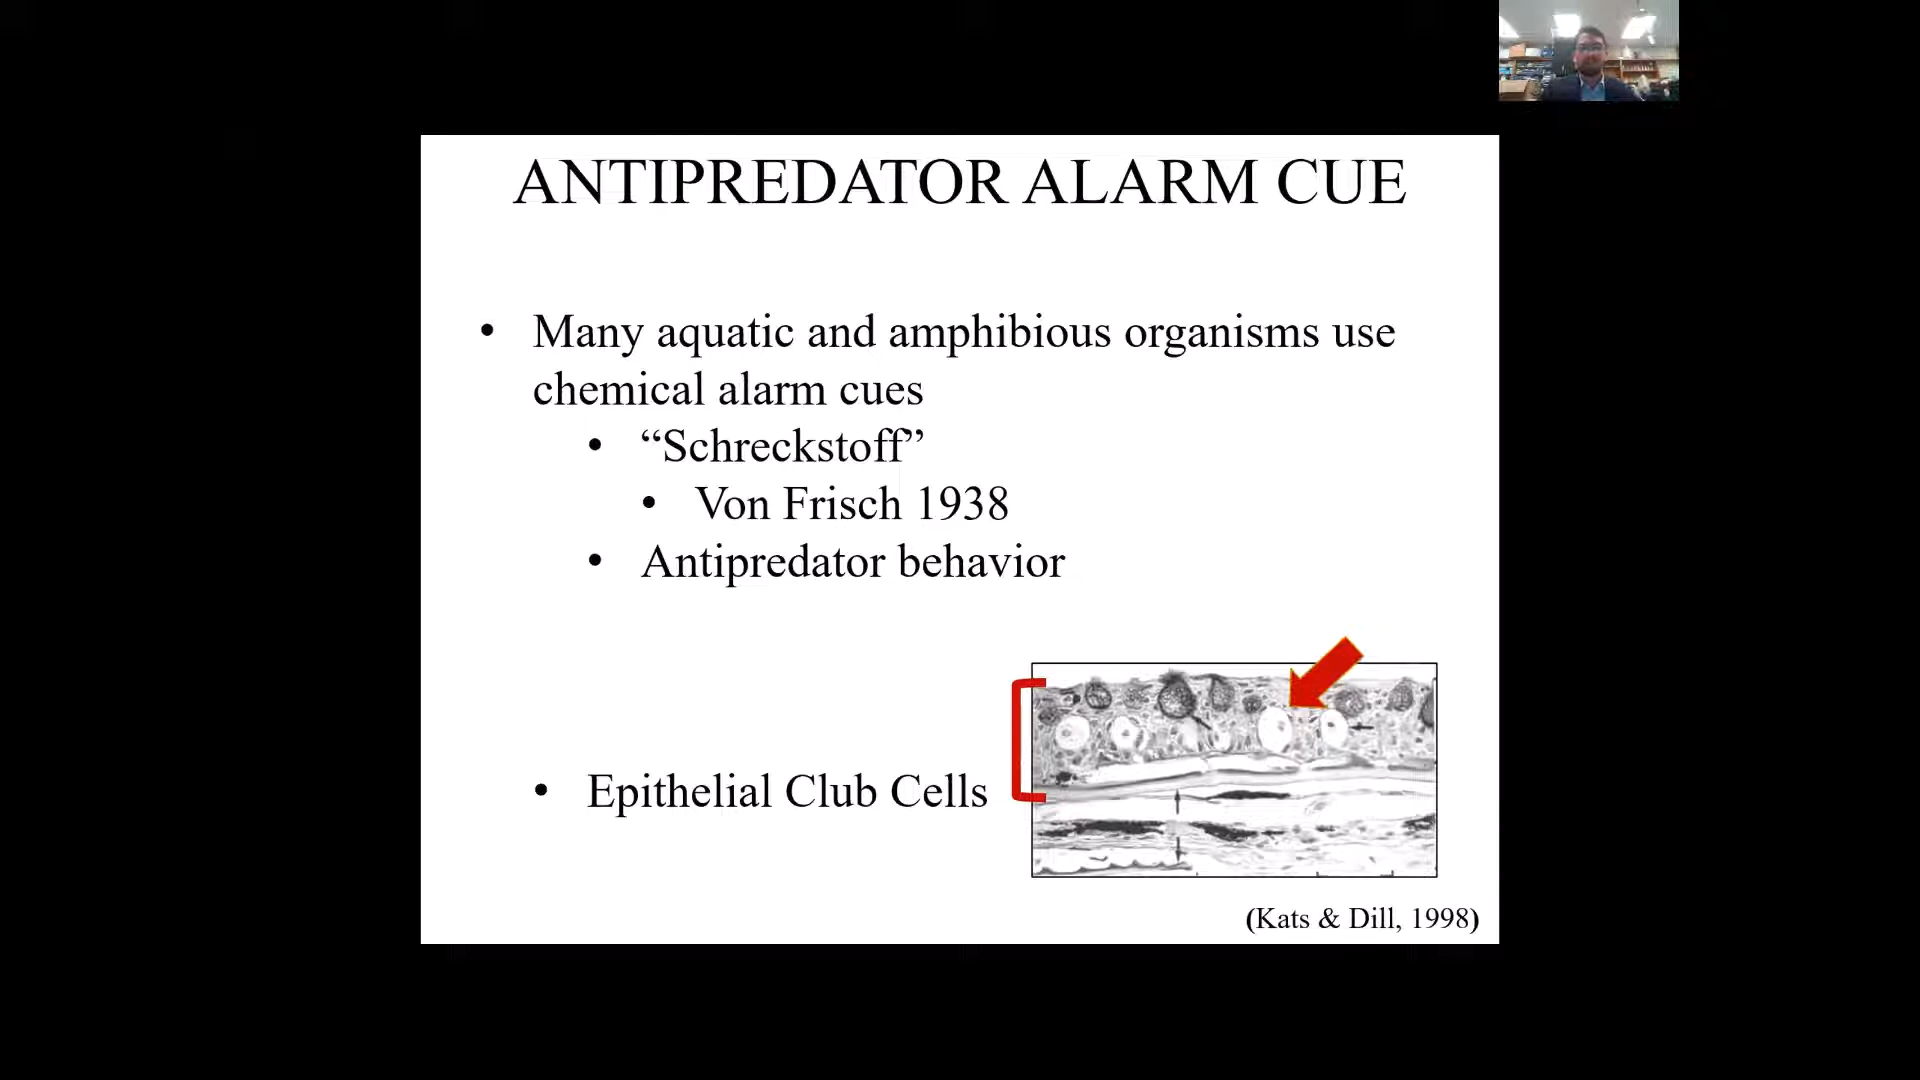 ANTIPREDATOR ALARM CUE
• Many aquatic and amphibious organisms use
chemical alarm cues
• “Schreckstoff”
• Von Frisch 1938
• Antipredator behavior
• Epithelial Club Cells
(Kats & Dill, 1998)